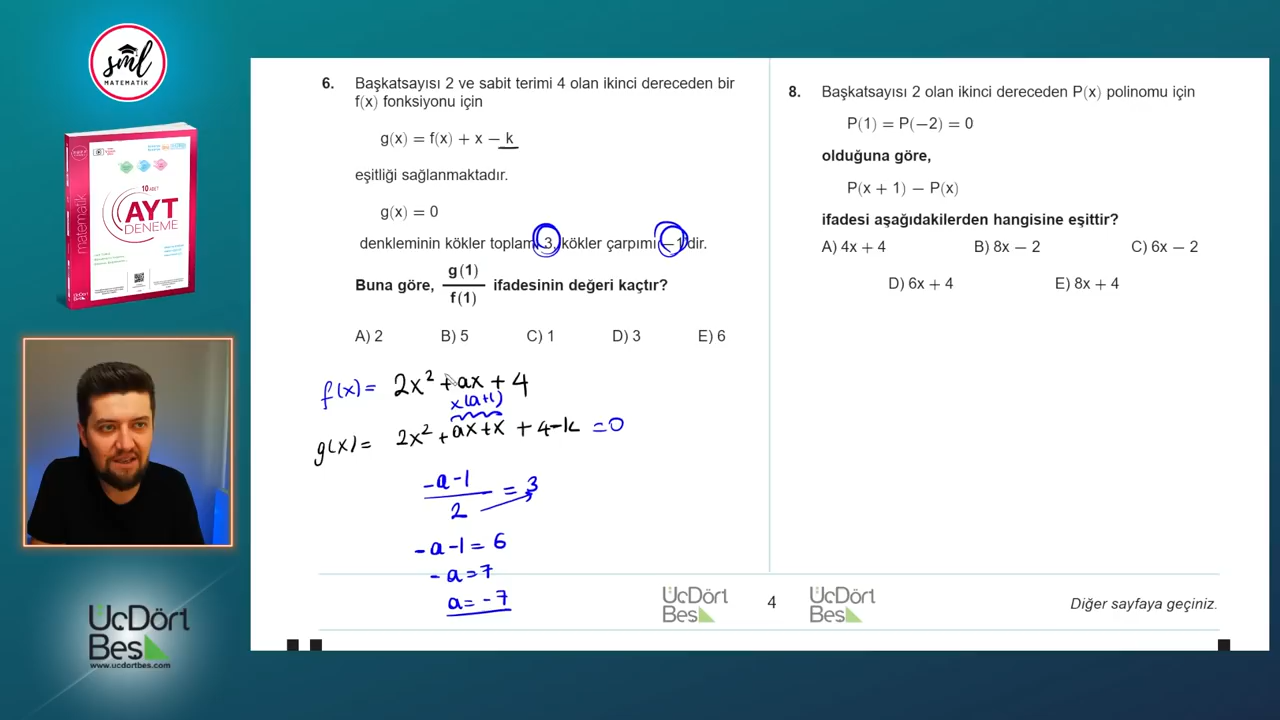 sml
MATEMATİK
10 ADET
AYT
DENEME
matematik
ÜçDört
Beş
www.ucdortbes.com
6. Başkatsayısı 2 ve sabit terimi 4 olan ikinci dereceden bir
f(x) fonksiyonu için
g(x) = f(x) + x − k
eşitliği sağlanmaktadır.
g(x) = 0
denkleminin kökler toplamı 3, kökler çarpımı −1 dir.
Buna göre, g(1)/f(1) ifadesinin değeri kaçtır?
A) 2 B) 5 C) 1 D) 3 E) 6
f(x) = 2x² + ax + 4
x(a+1)
g(x) = 2x² + ax + x + 4-k = 0
-a-1/2 = 3
-a-1 = 6
-a = 7
a = -7
8. Başkatsayısı 2 olan ikinci dereceden P(x) polinomu için
P(1) = P(−2) = 0
olduğuna göre,
P(x + 1) − P(x)
ifadesi aşağıdakilerden hangisine eşittir?
A) 4x + 4 B) 8x − 2 C) 6x − 2
D) 6x + 4 E) 8x + 4
ÜçDört
Beş
4
ÜçDört
Beş
Diğer sayfaya geçiniz.